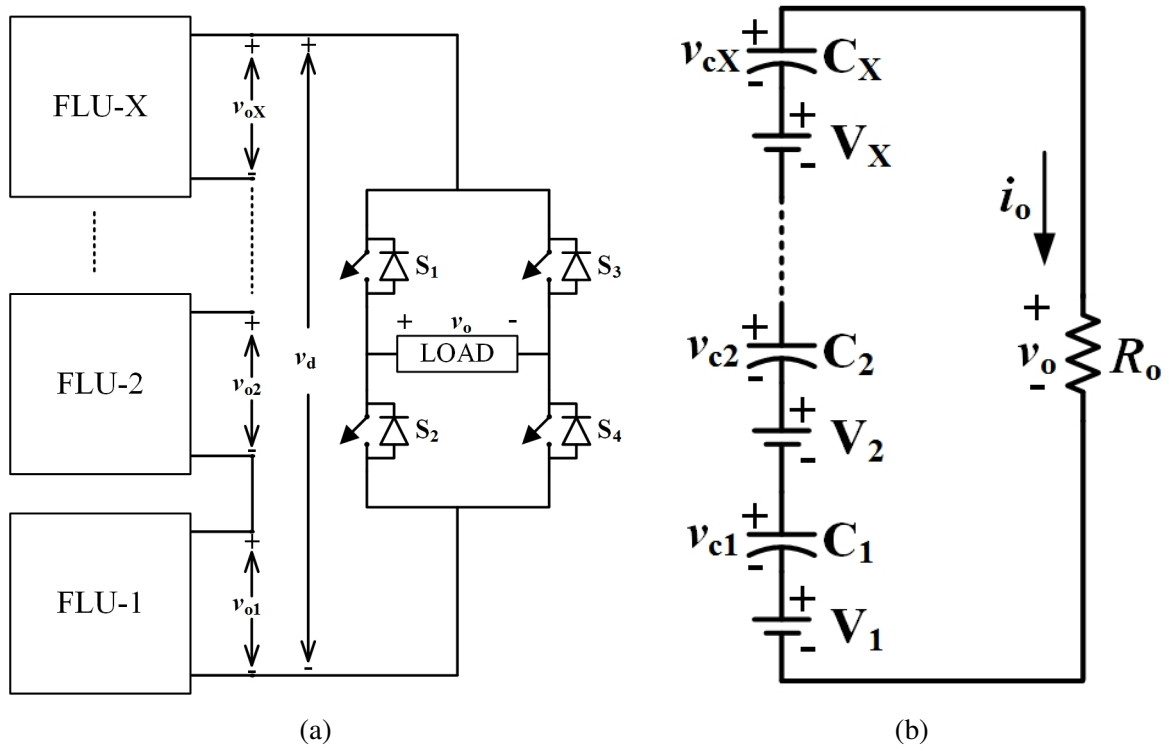 FLU-X
+
v_oX
-
+
v_d
-
FLU-2
+
v_o2
-
FLU-1
+
v_o1
-
S_1
S_3
+ v_o -
LOAD
S_2
S_4
(a)
+
v_cX
-
C_X
+
V_X
-
+
v_c2
-
C_2
+
V_2
-
+
v_c1
-
C_1
+
V_1
-
i_o
+
v_o
-
R_o
(b)